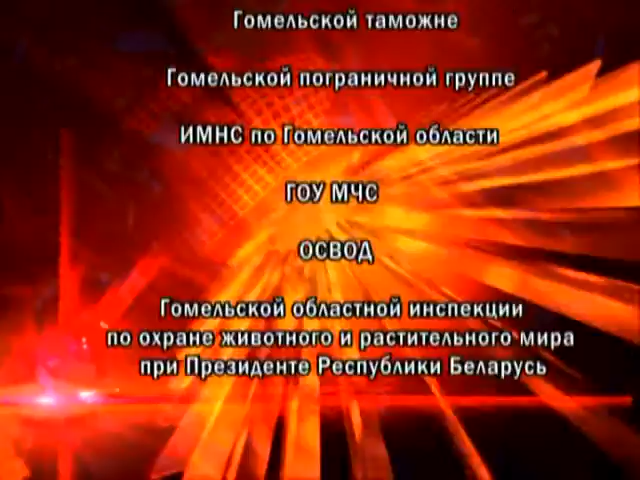 Гомельской таможне
Гомельской пограничной группе
ИМНС по Гомельской области
ГОУ МЧС
ОСВОД
Гомельской областной инспекции
по охране животного и растительного мира
при Президенте Республики Беларусь